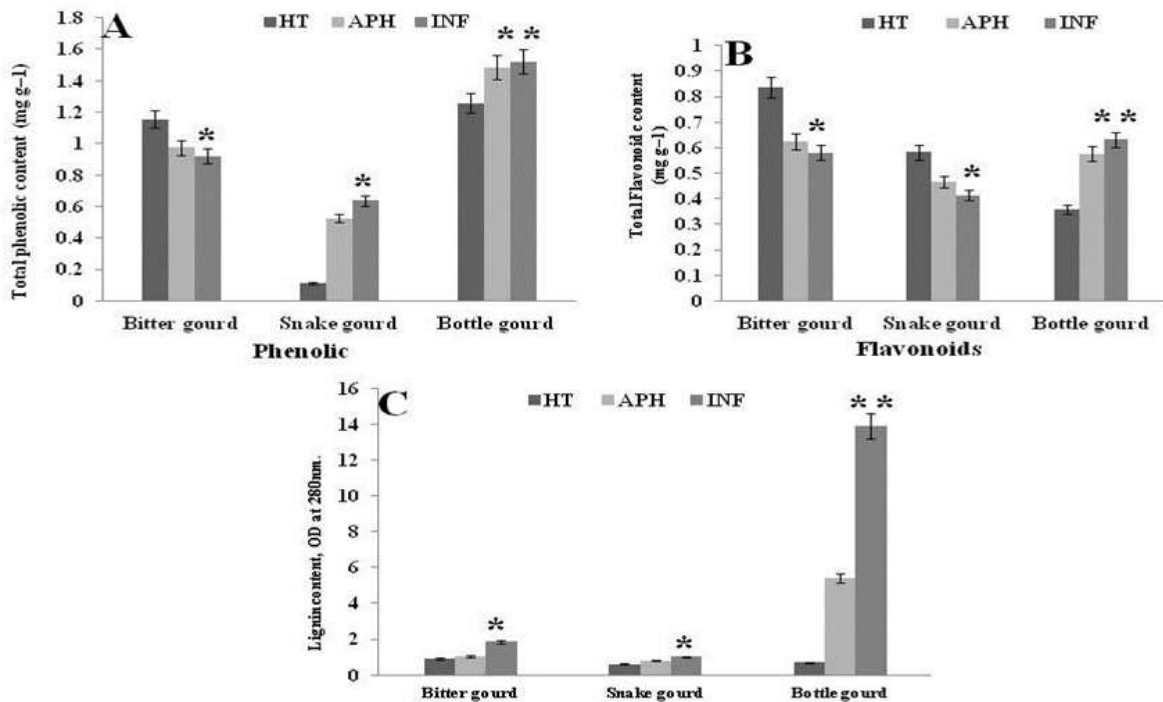 A
HT APH INF
Total phenolic content (mg g–1)
1.8
1.6
1.4
1.2
1
0.8
0.6
0.4
0.2
0
*
*
* *
Bitter gourd Snake gourd Bottle gourd
Phenolic
B
HT APH INF
Total Flavonoidc content
(mg g–1)
1
0.9
0.8
0.7
0.6
0.5
0.4
0.3
0.2
0.1
0
*
*
* *
Bitter gourd Snake gourd Bottle gourd
Flavonoids
C
HT APH INF
Lignin content, OD at 280nm.
16
14
12
10
8
6
4
2
0
*
*
* *
Bitter gourd Snake gourd Bottle gourd